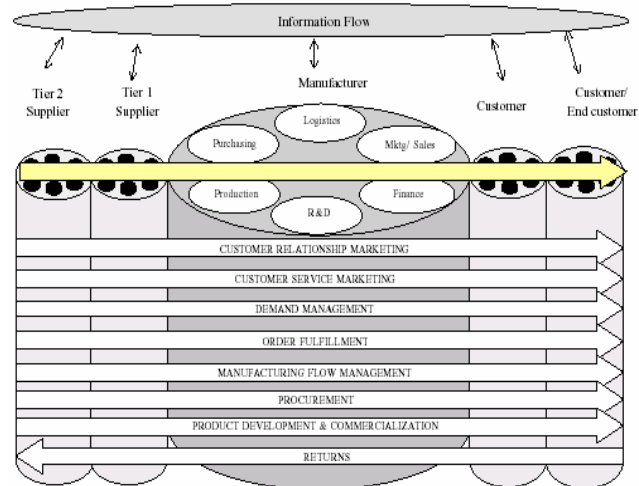 Information Flow
Manufacturer
Tier 2
Supplier
Tier 1
Supplier
Customer
Customer/
End customer
Logistics
Purchasing
Mktg/ Sales
Production
Finance
R&D
CUSTOMER RELATIONSHIP MARKETING
CUSTOMER SERVICE MARKETING
DEMAND MANAGEMENT
ORDER FULFILLMENT
MANUFACTURING FLOW MANAGEMENT
PROCUREMENT
PRODUCT DEVELOPMENT & COMMERCIALIZATION
RETURNS